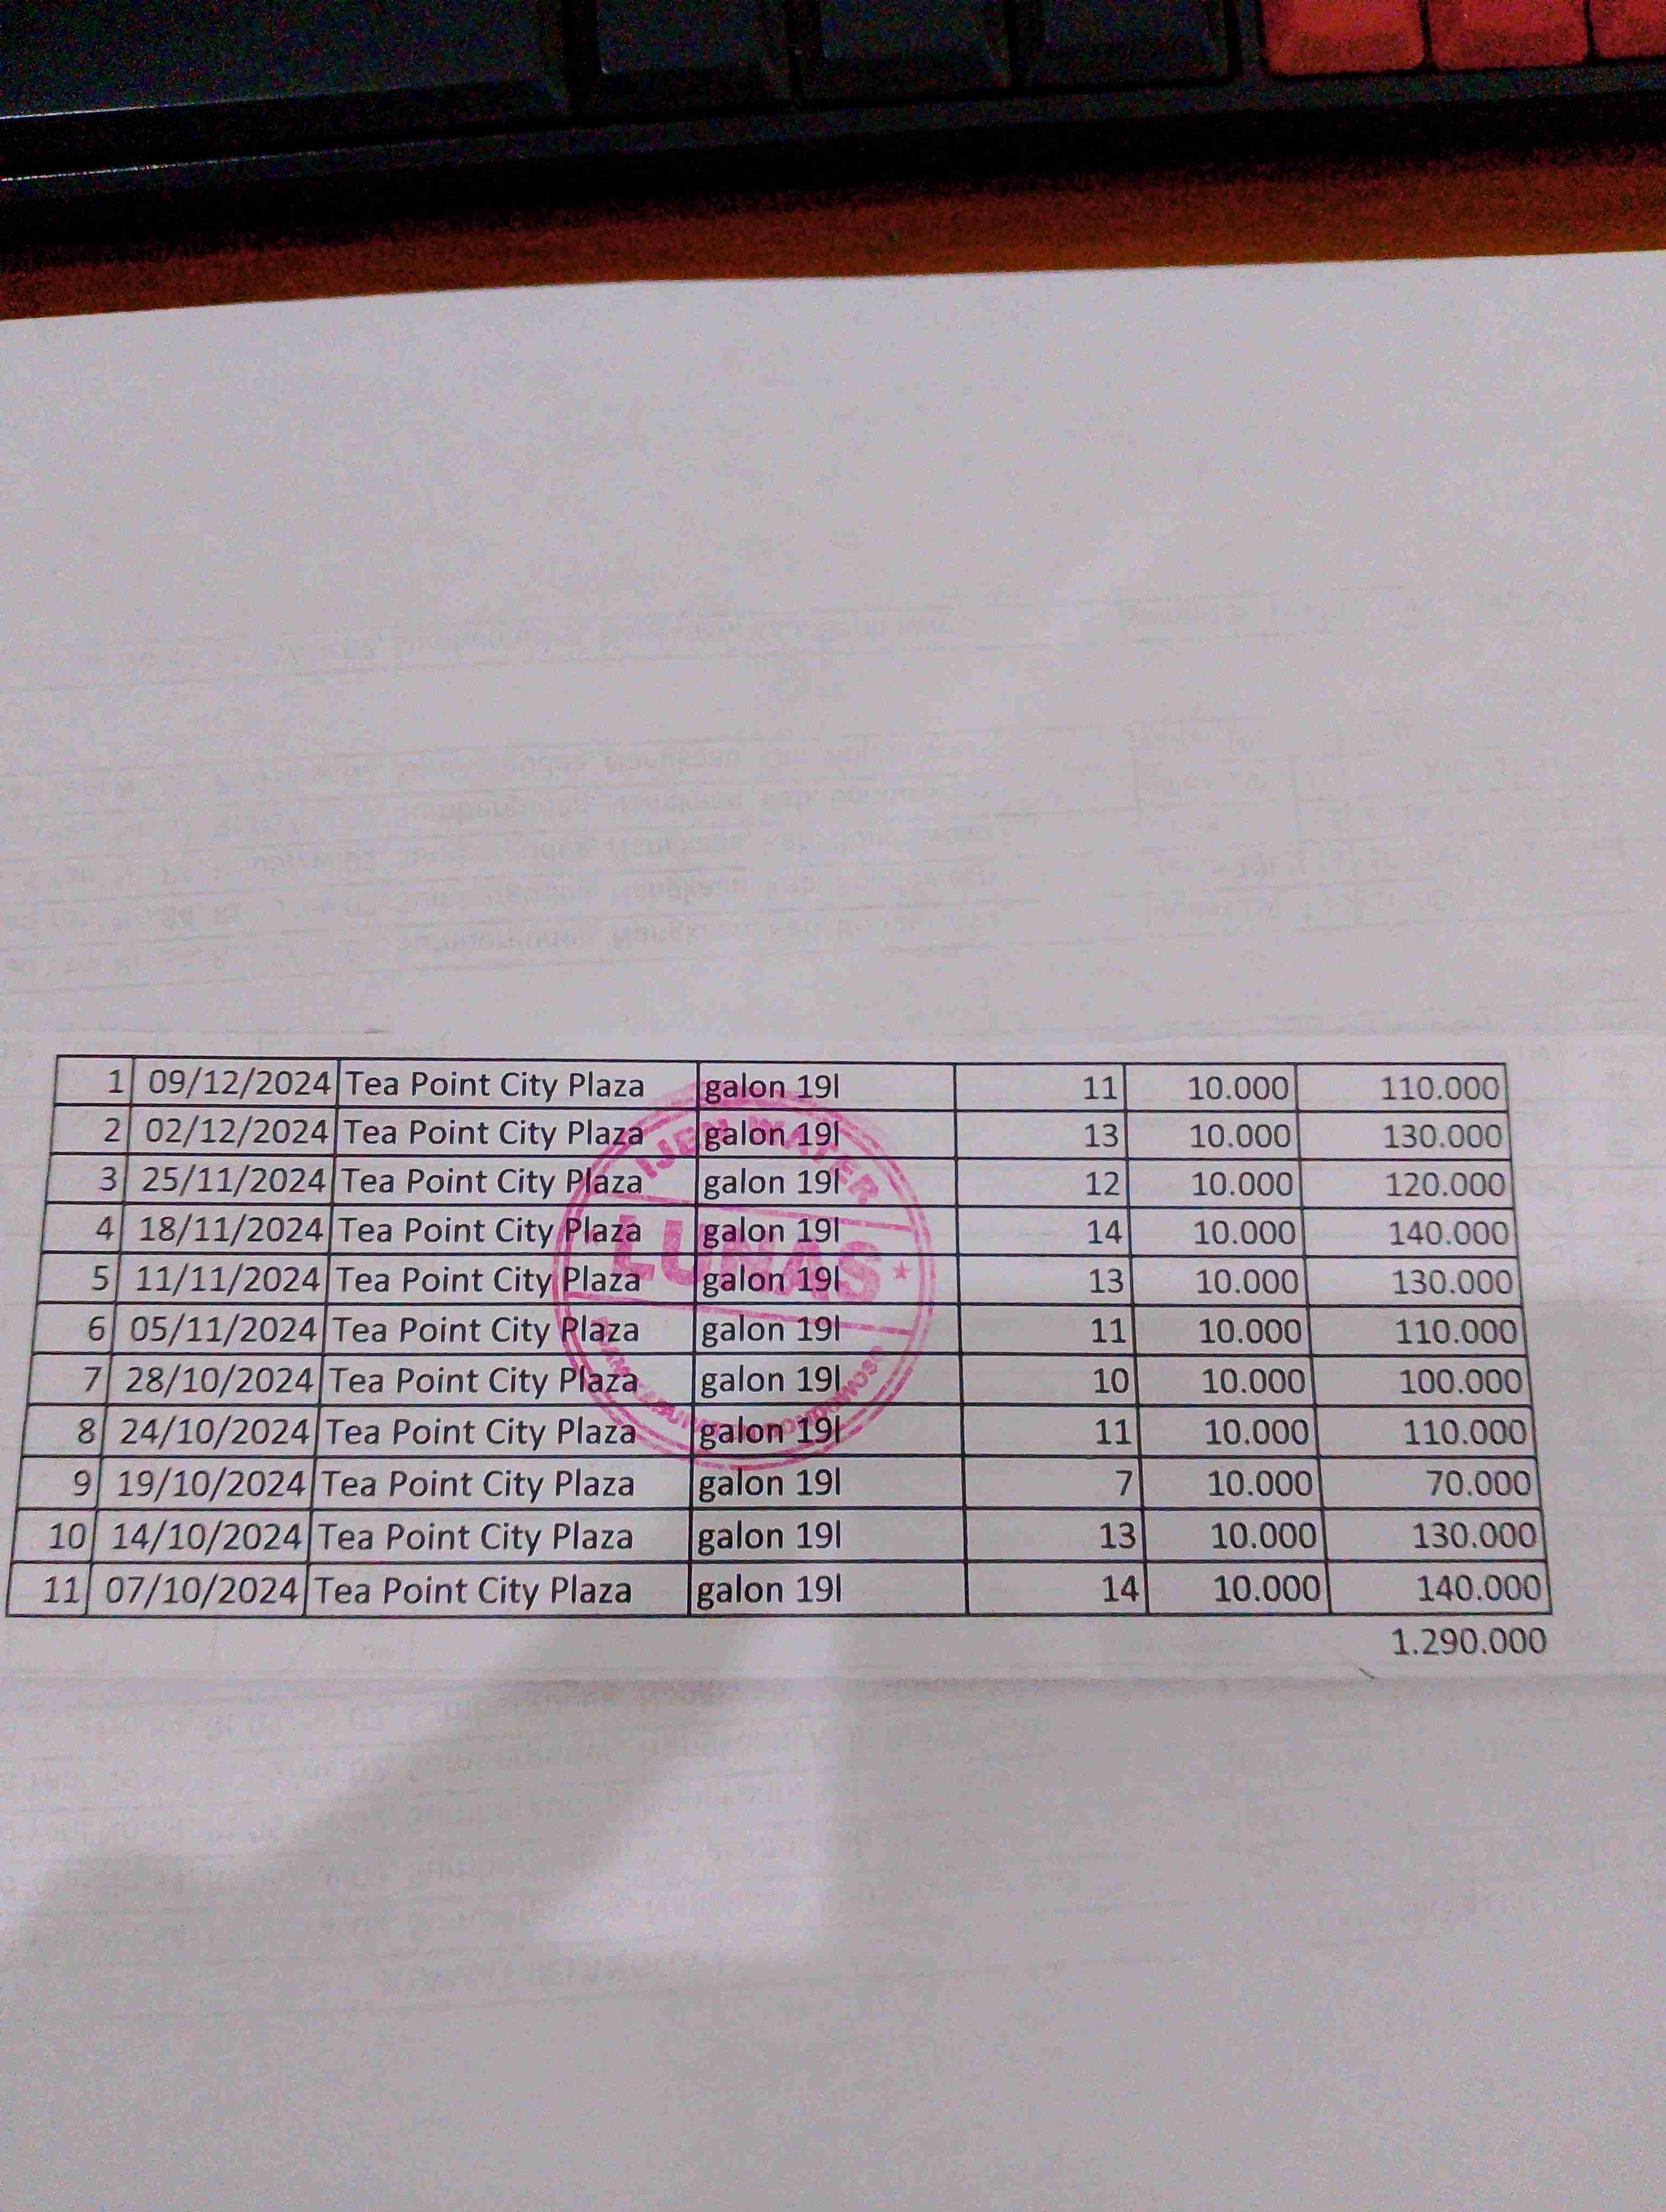 1 09/12/2024 Tea Point City Plaza galon 19l 11 10.000 110.000
2 02/12/2024 Tea Point City Plaza galon 19l 13 10.000 130.000
3 25/11/2024 Tea Point City Plaza galon 19l 12 10.000 120.000
4 18/11/2024 Tea Point City Plaza galon 19l 14 10.000 140.000
5 11/11/2024 Tea Point City Plaza galon 19l 13 10.000 130.000
6 05/11/2024 Tea Point City Plaza galon 19l 11 10.000 110.000
7 28/10/2024 Tea Point City Plaza galon 19l 10 10.000 100.000
8 24/10/2024 Tea Point City Plaza galon 19l 11 10.000 110.000
9 19/10/2024 Tea Point City Plaza galon 19l 7 10.000 70.000
10 14/10/2024 Tea Point City Plaza galon 19l 13 10.000 130.000
11 07/10/2024 Tea Point City Plaza galon 19l 14 10.000 140.000
1.290.000
IJEN WATER
LUNAS